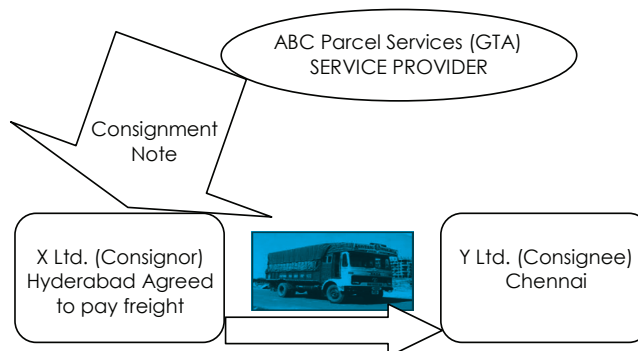 ABC Parcel Services (GTA)
SERVICE PROVIDER
Consignment
Note
X Ltd. (Consignor)
Hyderabad Agreed
to pay freight
Y Ltd. (Consignee)
Chennai